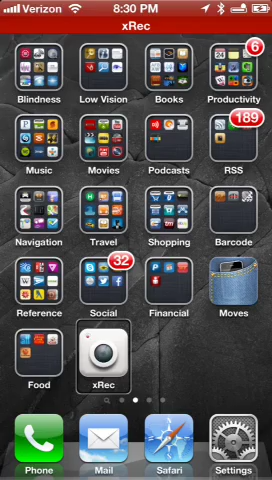 Verizon 8:30 PM
xRec
6
Blindness Low Vision Books Productivity
189
Music Movies Podcasts RSS
Navigation Travel Shopping Barcode
32
Reference Social Financial Moves
Food xRec
Phone Mail Safari Settings